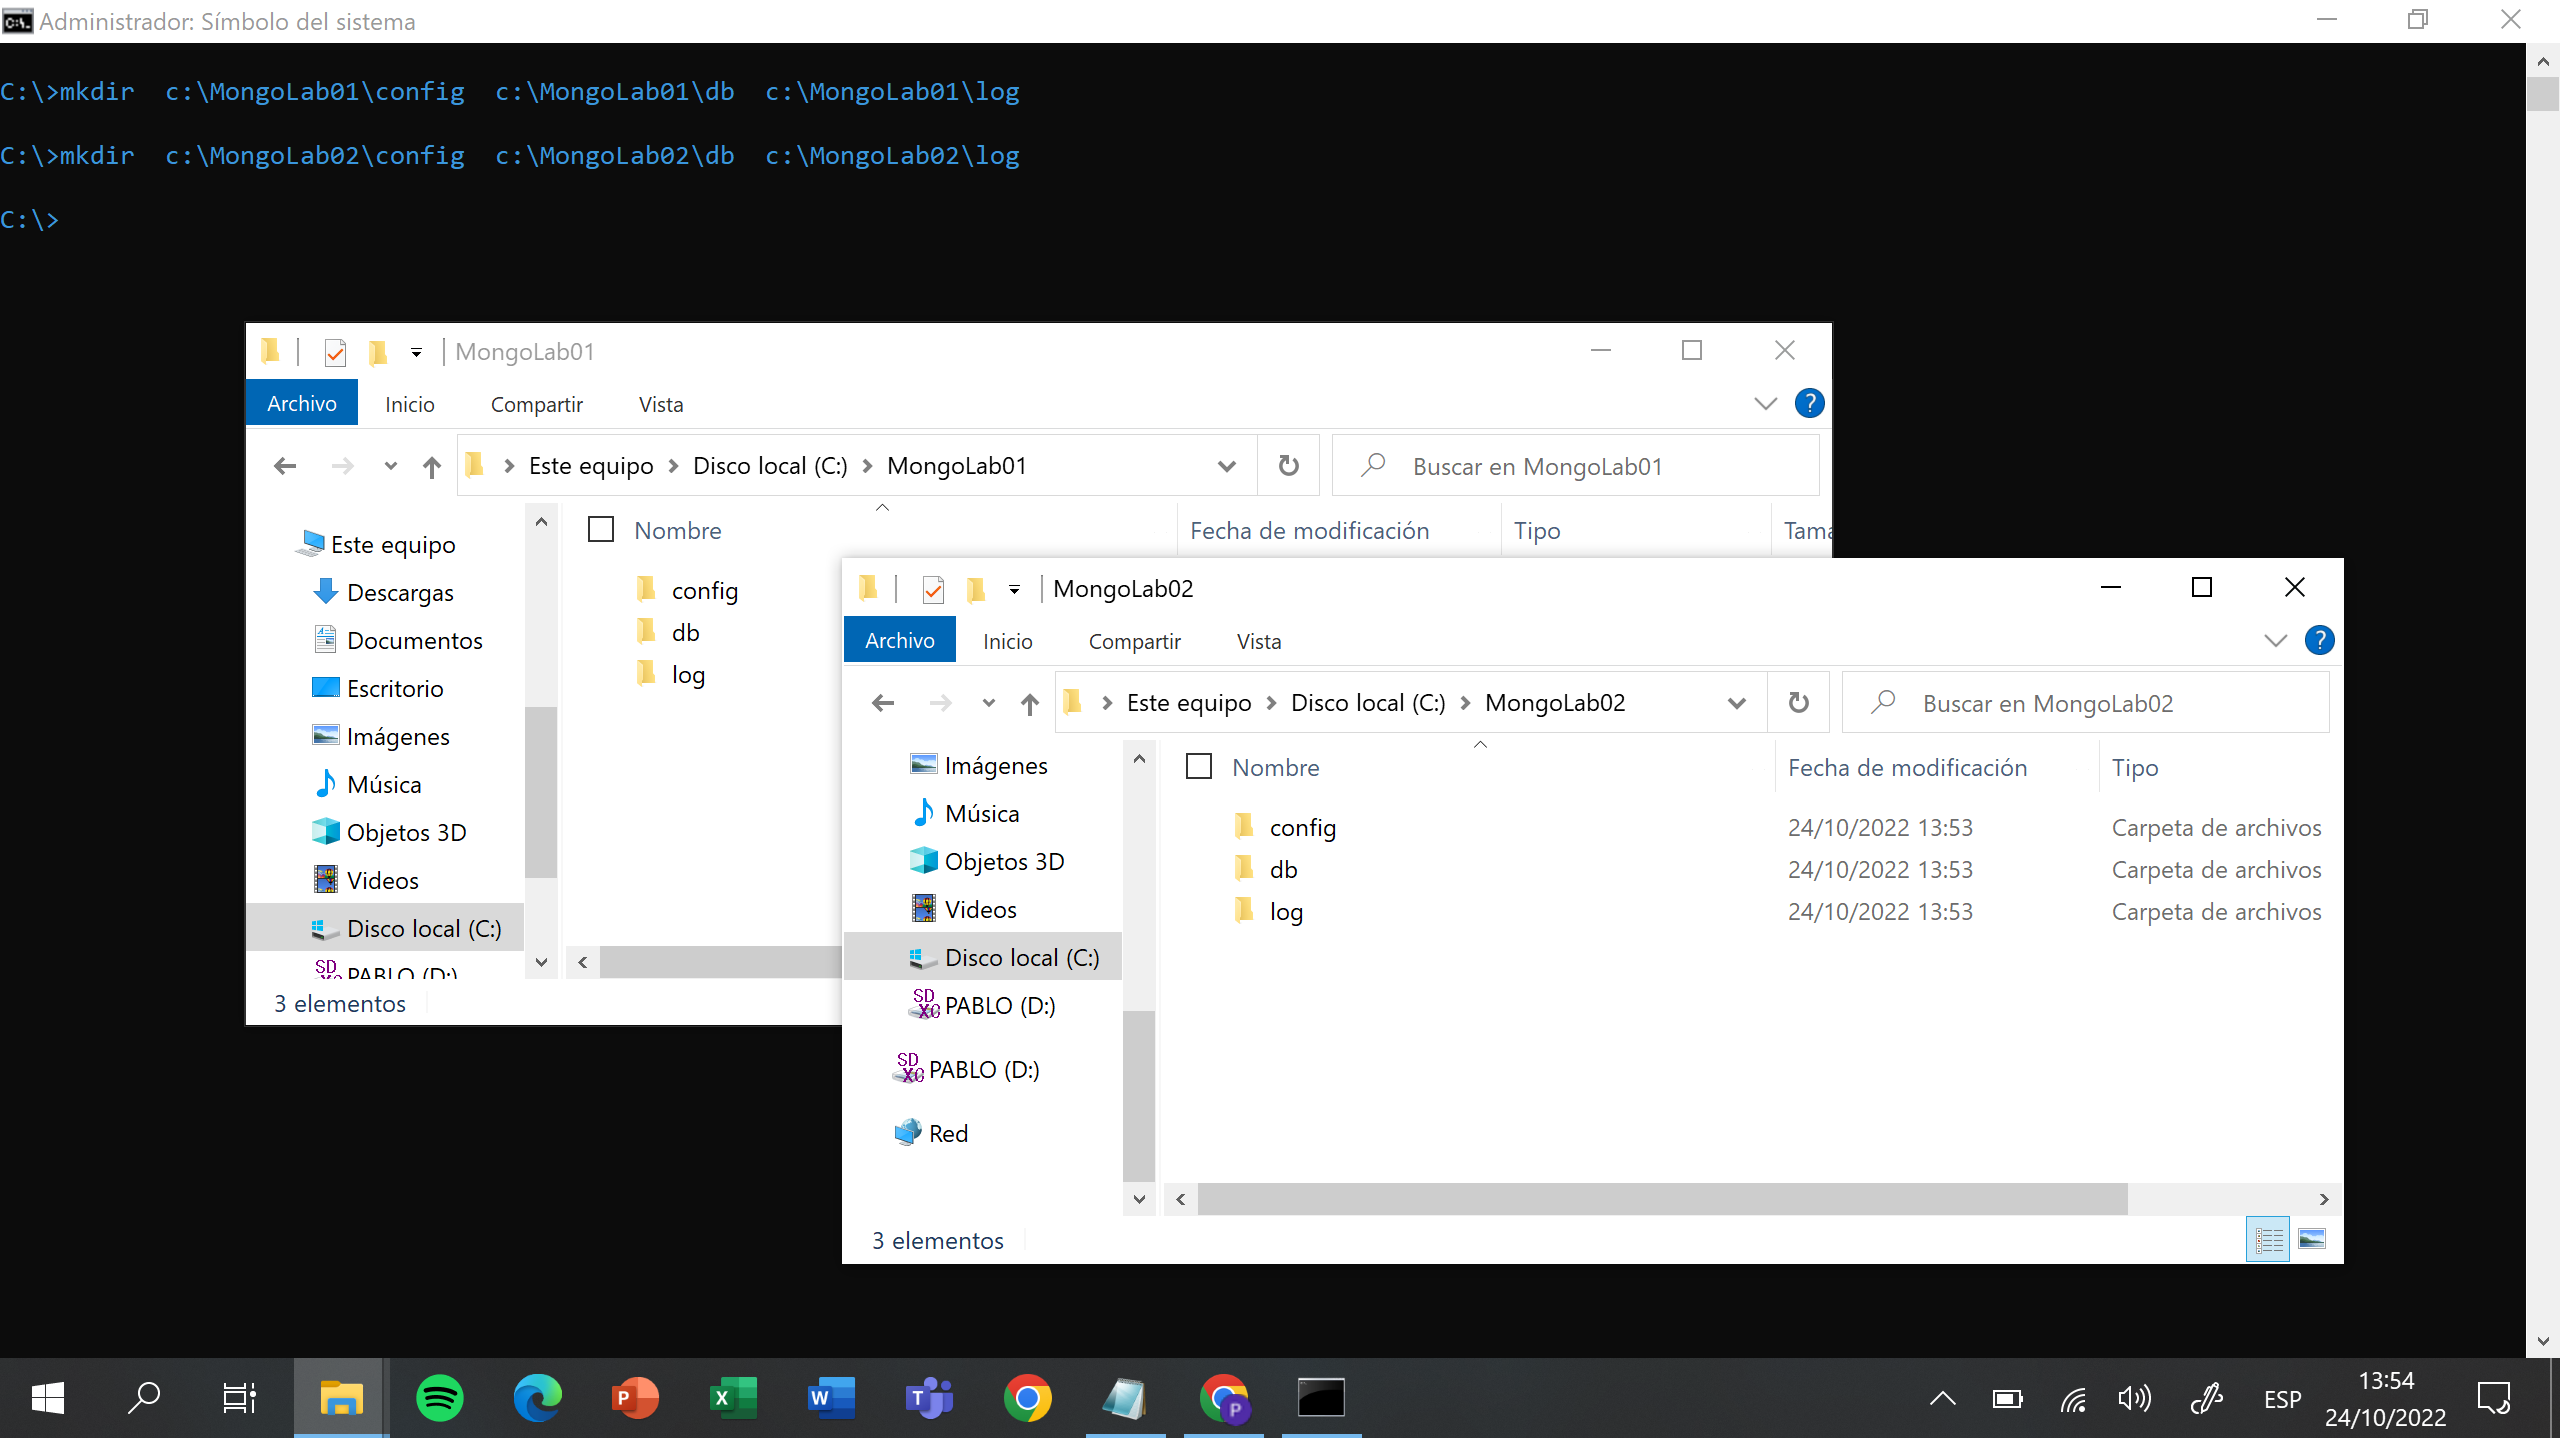 Administrador: Símbolo del sistema
C:\>mkdir  c:\MongoLab01\config  c:\MongoLab01\db  c:\MongoLab01\log
C:\>mkdir  c:\MongoLab02\config  c:\MongoLab02\db  c:\MongoLab02\log
C:\>
MongoLab01
Archivo Inicio Compartir Vista
Este equipo Disco local (C:) MongoLab01 Buscar en MongoLab01
Nombre Fecha de modificación Tipo Tama
Este equipo
Descargas
Documentos
Escritorio
Imágenes
Música
Objetos 3D
Videos
Disco local (C:)
PABLO (D:)
config
db
log
3 elementos
MongoLab02
Archivo Inicio Compartir Vista
Este equipo Disco local (C:) MongoLab02 Buscar en MongoLab02
Imágenes
Música
Objetos 3D
Videos
Disco local (C:)
PABLO (D:)
PABLO (D:)
Red
Nombre Fecha de modificación Tipo
config 24/10/2022 13:53 Carpeta de archivos
db 24/10/2022 13:53 Carpeta de archivos
log 24/10/2022 13:53 Carpeta de archivos
3 elementos
ESP
13:54
24/10/2022